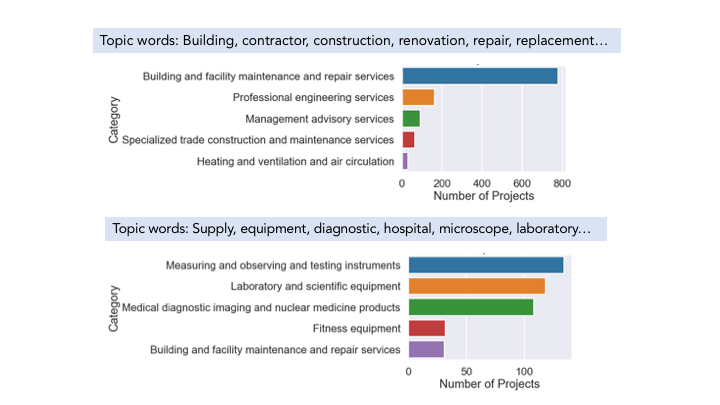 Topic words: Building, contractor, construction, renovation, repair, replacement…
Building and facility maintenance and repair services
Professional engineering services
Management advisory services
Specialized trade construction and maintenance services
Heating and ventilation and air circulation
Category
0 200 400 600 800
Number of Projects
Topic words: Supply, equipment, diagnostic, hospital, microscope, laboratory…
Measuring and observing and testing instruments
Laboratory and scientific equipment
Medical diagnostic imaging and nuclear medicine products
Fitness equipment
Building and facility maintenance and repair services
Category
0 50 100
Number of Projects